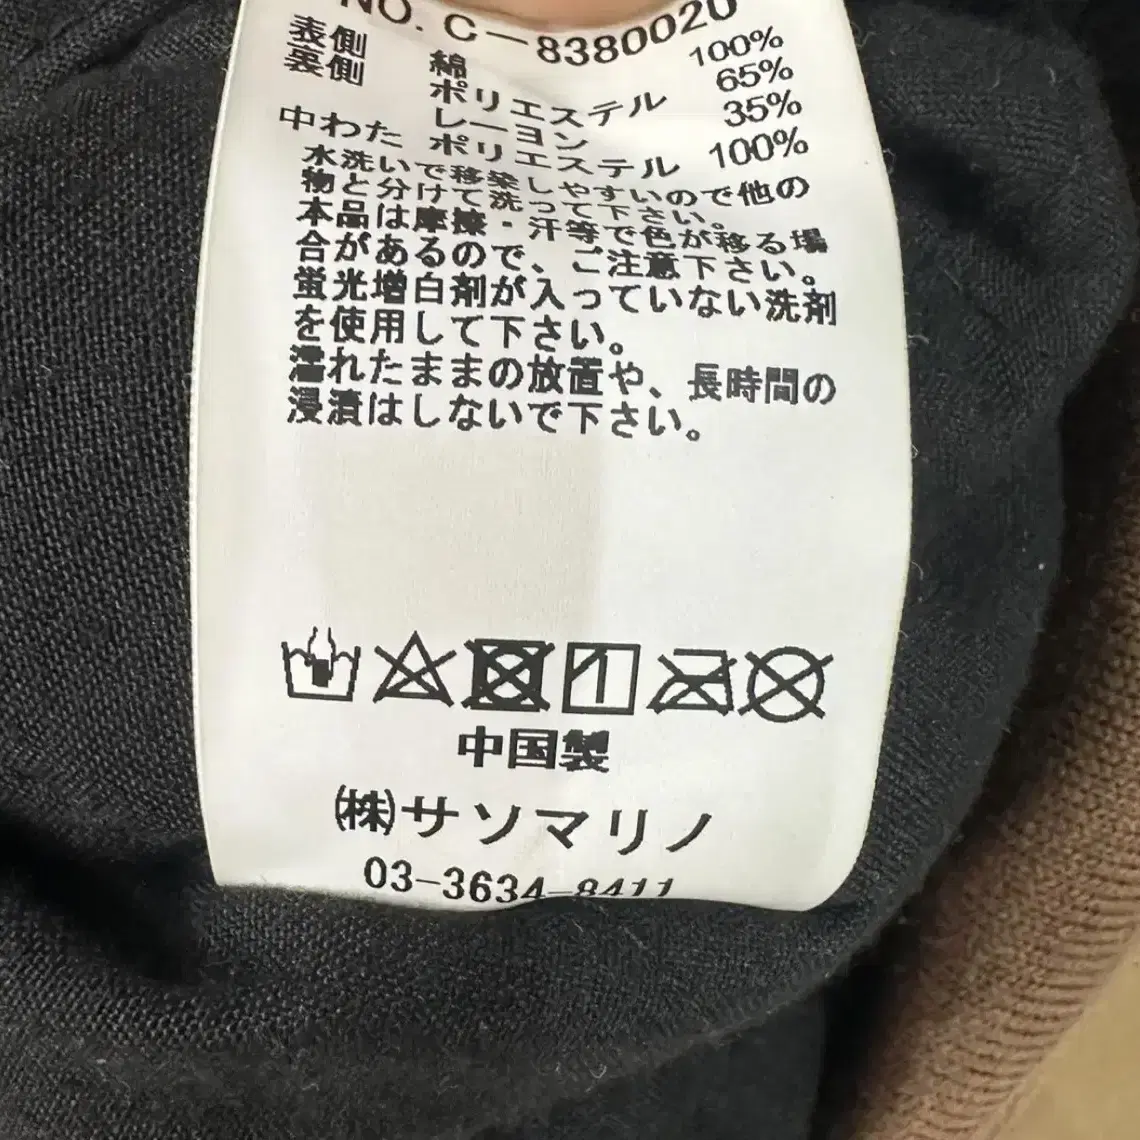 NO. C-8380020
表側 綿 100%
裏側 ポリエステル 65%
レーヨン 35%
中わた ポリエステル 100%
水洗いで移染しやすいので他の
物と分けて洗って下さい。
本品は摩擦・汗等で色が移る場
合があるので、ご注意下さい。
蛍光増白剤が入っていない洗剤
を使用して下さい。
濡れたままの放置や、長時間の
浸漬はしないで下さい。
中国製
㈱サソマリノ
03-3634-8411